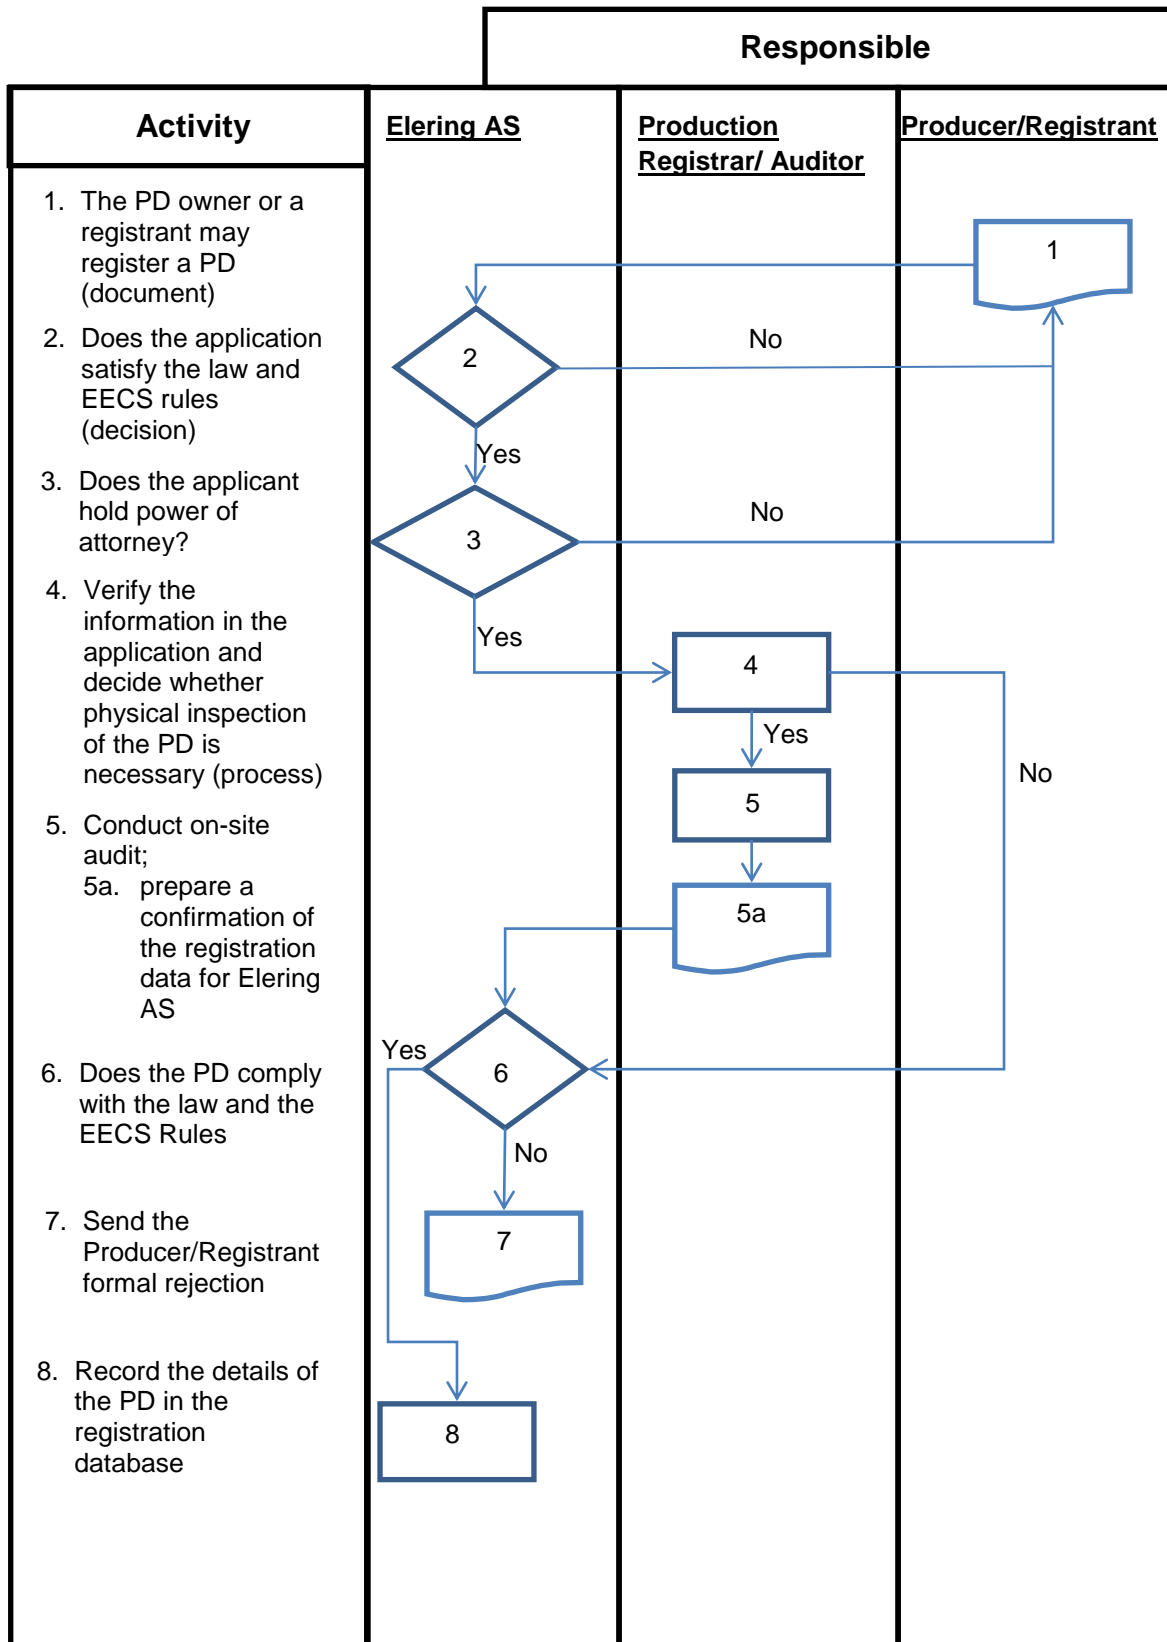 Responsible
Activity
Elering AS
Production
Registrar/ Auditor
Producer/Registrant
1. The PD owner or a
registrant may
register a PD
(document)
2. Does the application
satisfy the law and
EECS rules
(decision)
3. Does the applicant
hold power of
attorney?
4. Verify the
information in the
application and
decide whether
physical inspection
of the PD is
necessary (process)
5. Conduct on-site
audit;
5a. prepare a
confirmation of
the registration
data for Elering
AS
6. Does the PD comply
with the law and the
EECS Rules
7. Send the
Producer/Registrant
formal rejection
8. Record the details of
the PD in the
registration
database
1
2
No
Yes
3
No
Yes
4
Yes
No
5
5a
Yes
6
No
7
8